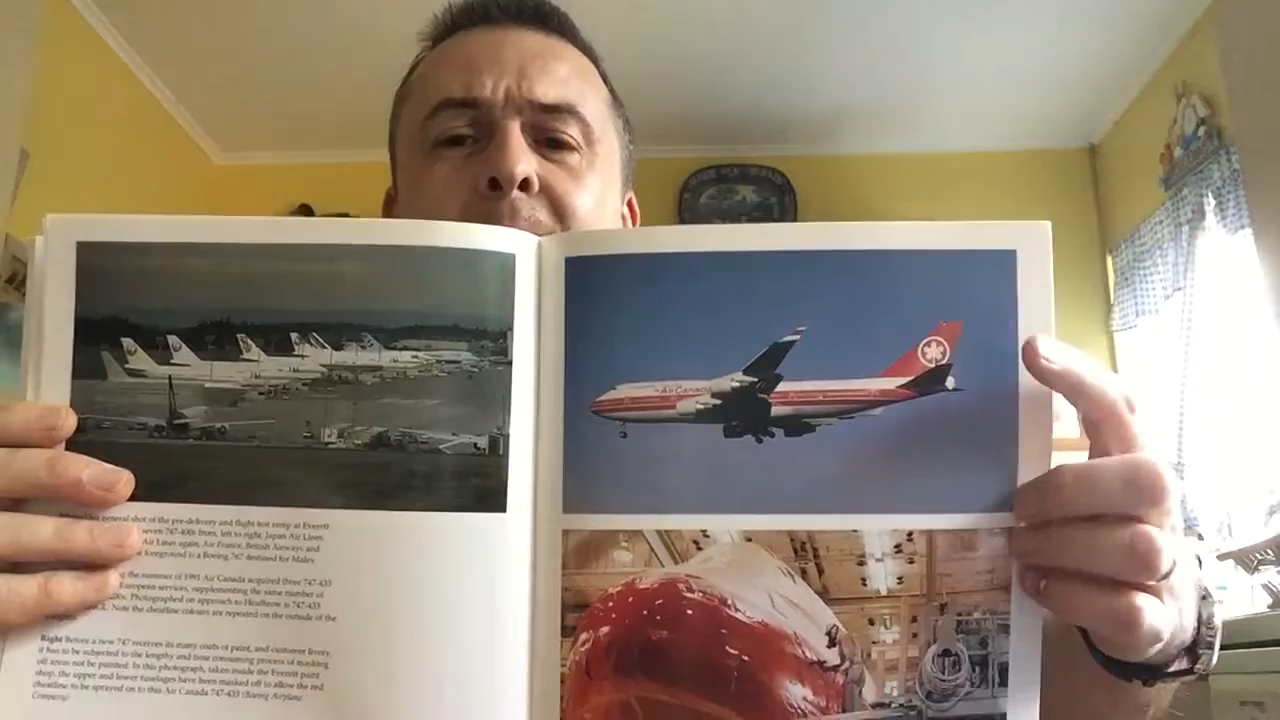 general shot of the pre-delivery and flight test ramp at Everett
seven 747-400s from, left to right, Japan Air Lines
Air Lines again, Air France, British Airways and
foreground is a Boeing 767 destined for Malev
the summer of 1991 Air Canada acquired three 747-433
European services, supplementing the same number of
Photographed on approach to Heathrow is 747-433
Note the cheatline colours are repeated on the outside of the
Right Before a new 747 receives its many coats of paint, and customer livery,
it has to be subjected to the lengthy and time consuming process of masking
off areas not be painted. In this photograph, taken inside the Everett paint
shop, the upper and lower fuselages have been masked off to allow the red
cheatline to be sprayed on to this Air Canada 747-433 (Boeing Airplane
Company)
Air Canada